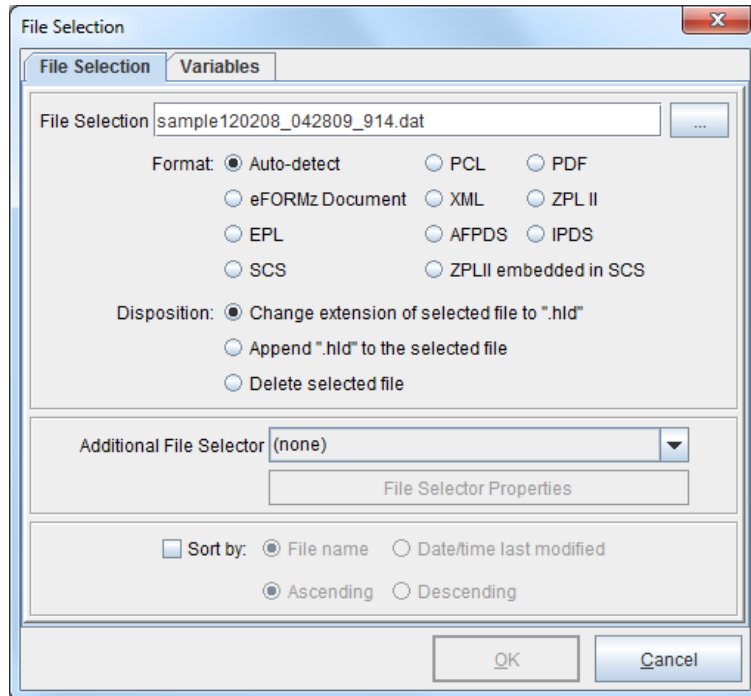 File Selection
File Selection Variables
File Selection sample120208_042809_914.dat ...
Format: Auto-detect PCL PDF
eFORMz Document XML ZPL II
EPL AFPDS IPDS
SCS ZPLII embedded in SCS
Disposition: Change extension of selected file to ".hld"
Append ".hld" to the selected file
Delete selected file
Additional File Selector (none)
File Selector Properties
Sort by: File name Date/time last modified
Ascending Descending
OK Cancel